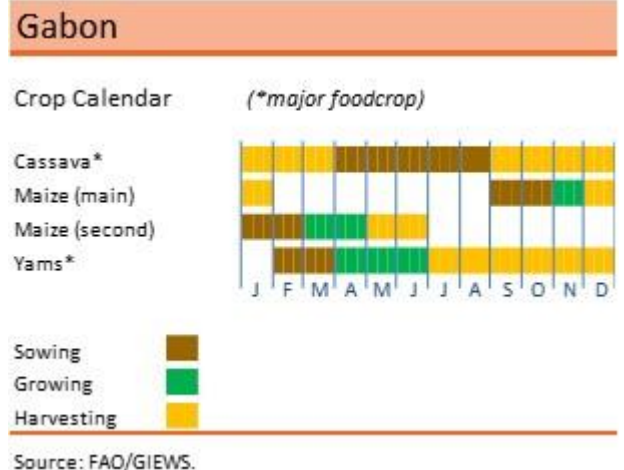 Gabon
Crop Calendar (*major foodcrop)
Cassava*
Maize (main)
Maize (second)
Yams*
J F M A M J J A S O N D
Sowing
Growing
Harvesting
Source: FAO/GIEWS.